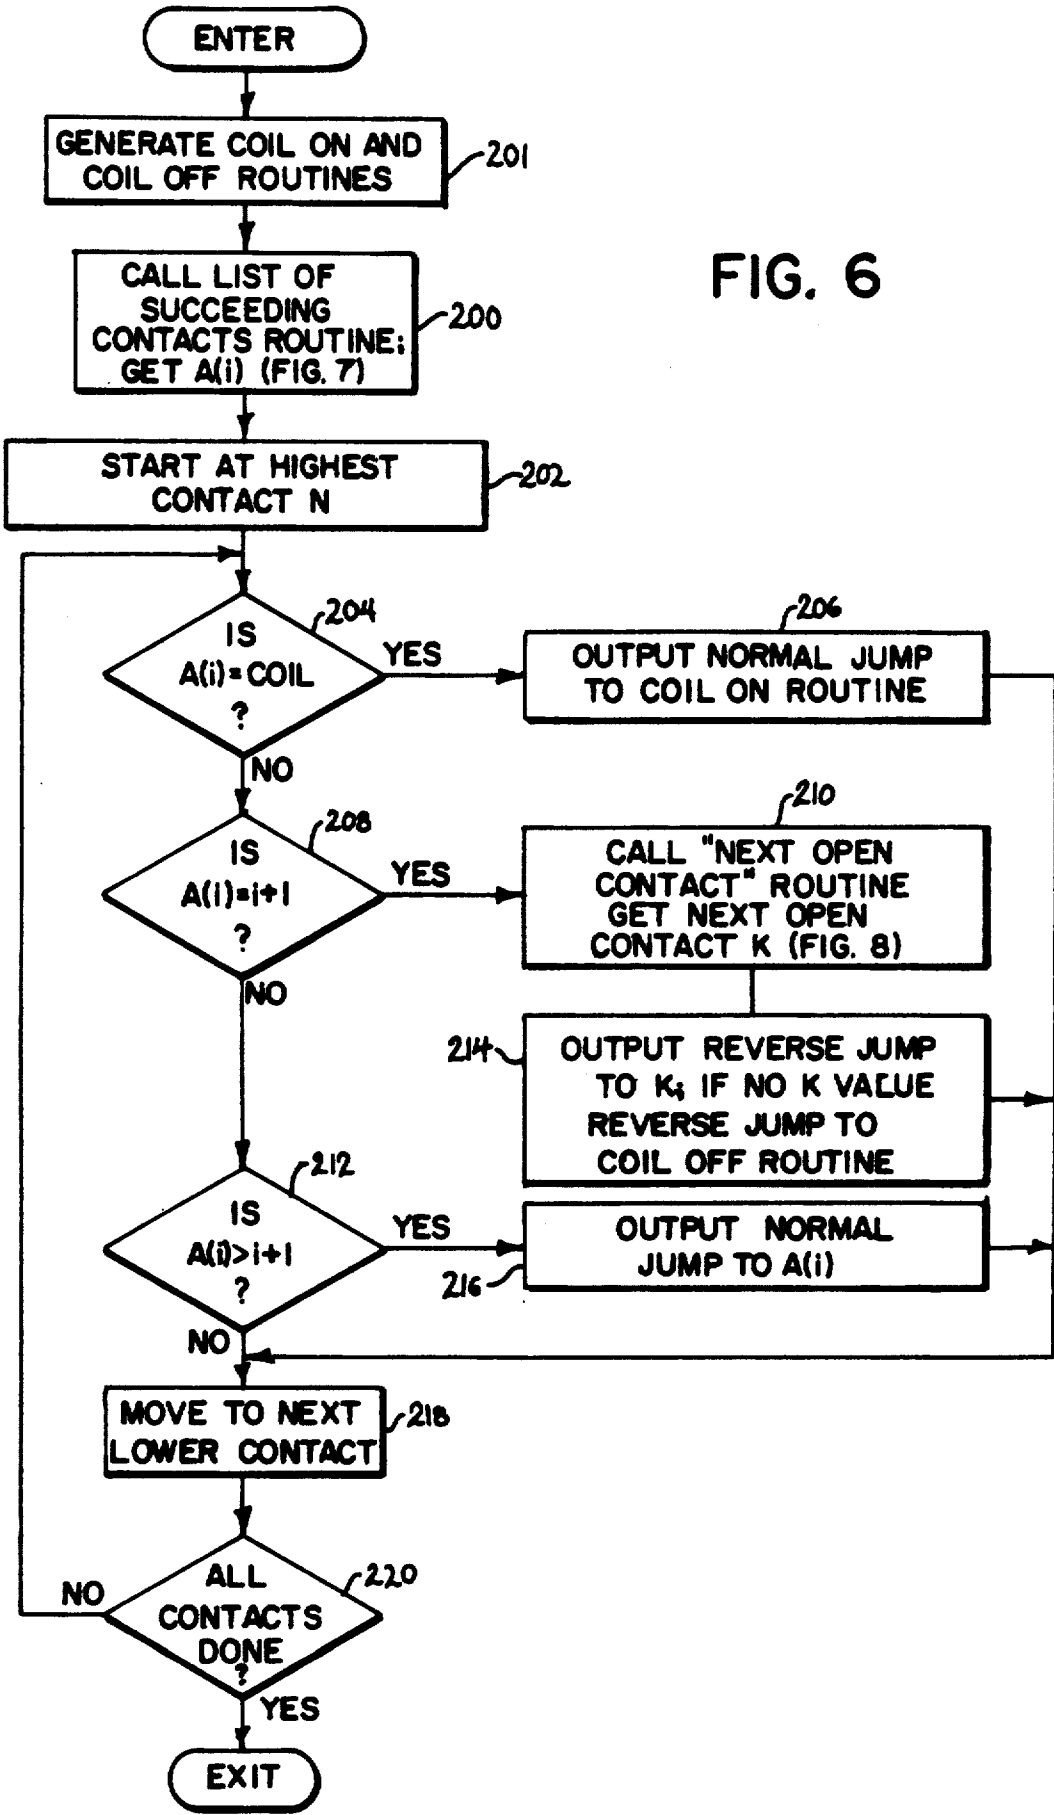 ENTER
GENERATE COIL ON AND
COIL OFF ROUTINES
201
CALL LIST OF
SUCCEEDING
CONTACTS ROUTINE;
GET A(i) (FIG. 7)
200
FIG. 6
START AT HIGHEST
CONTACT N
202
IS
A(i)=COIL
?
204
YES
NO
206
OUTPUT NORMAL JUMP
TO COIL ON ROUTINE
IS
A(i)=i+1
?
208
YES
NO
210
CALL "NEXT OPEN
CONTACT" ROUTINE
GET NEXT OPEN
CONTACT K (FIG. 8)
214
OUTPUT REVERSE JUMP
TO K; IF NO K VALUE
REVERSE JUMP TO
COIL OFF ROUTINE
IS
A(i)>i+1
?
212
YES
NO
216
OUTPUT NORMAL
JUMP TO A(i)
MOVE TO NEXT
LOWER CONTACT
218
ALL
CONTACTS
DONE
?
220
NO
YES
EXIT